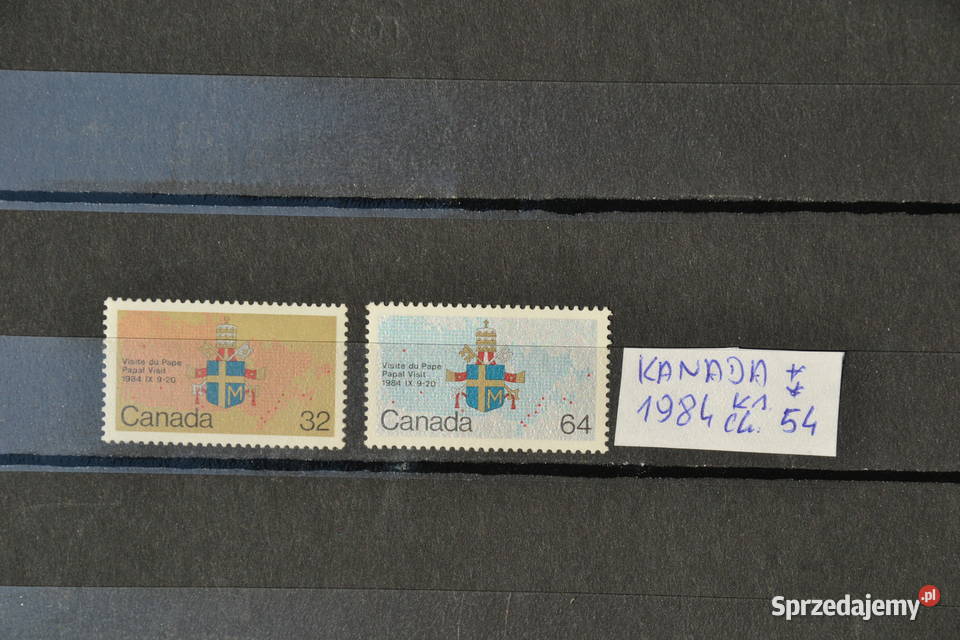 Visite du Pape
Papal Visit
1984 IX 9-20
Canada 32
M
Visite du Pape
Papal Visit
1984 IX 9-20
Canada 64
M
KANADA **
1984 kl. 54
Ch.
Sprzedajemy.pl